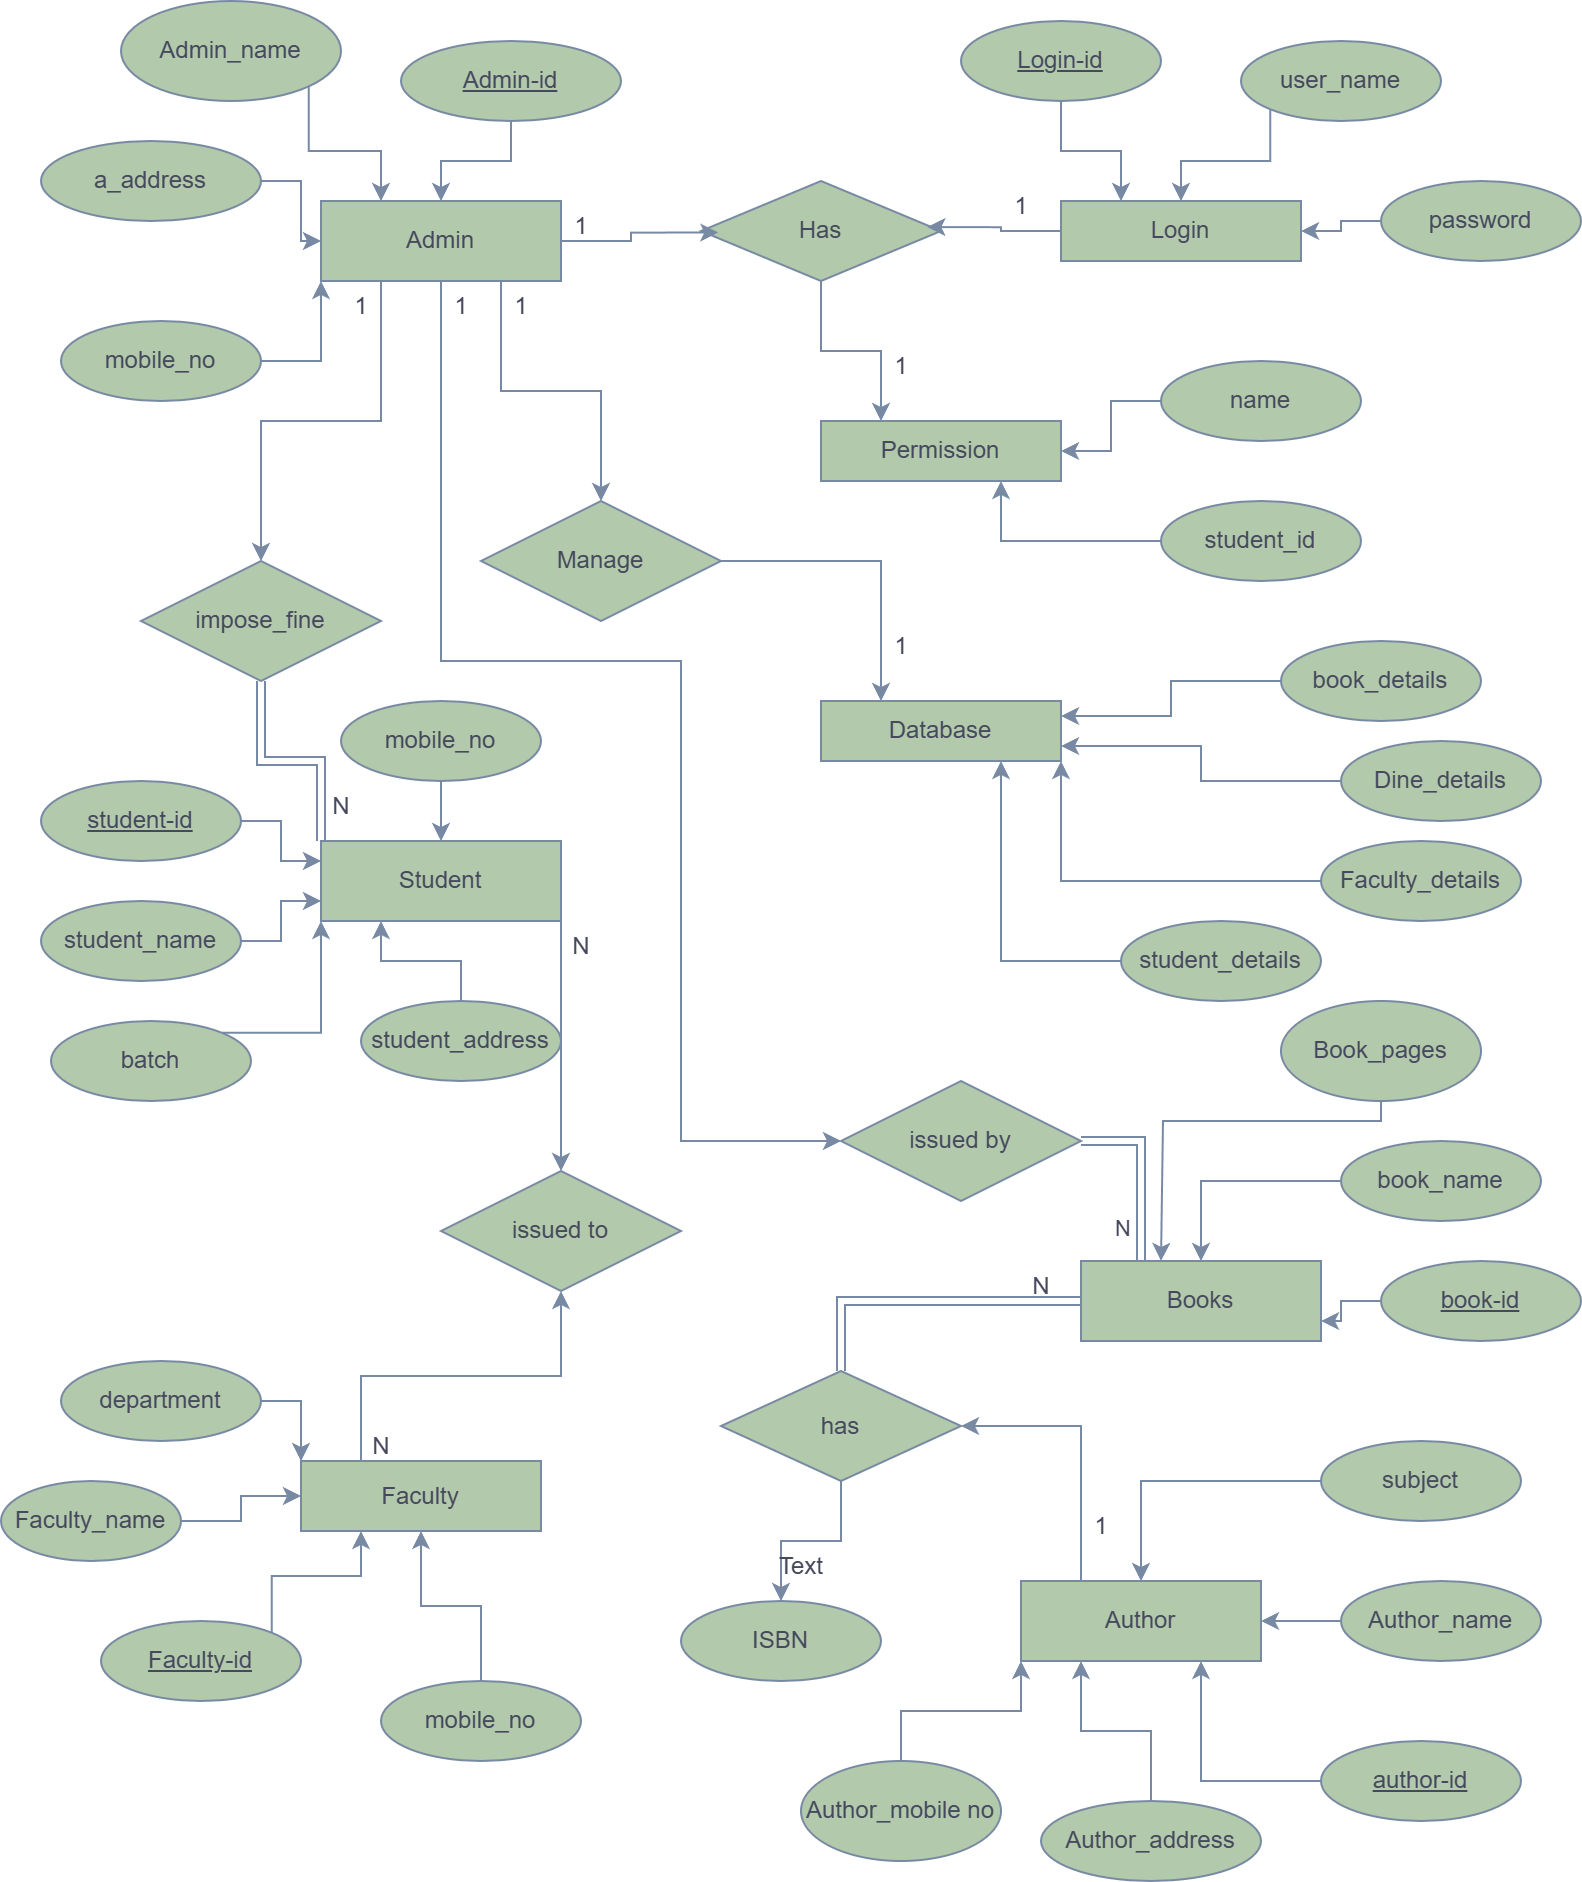 Admin_name
Admin-id
Login-id
user_name
a_address
password
Admin
1
Has
1
Login
1
1
1
mobile_no
1
name
Permission
student_id
Manage
impose_fine
1
book_details
mobile_no
Database
Dine_details
N
student-id
Student
Faculty_details
student_name
N
student_details
student_address
batch
Book_pages
issued by
book_name
issued to
N
N
Books
book-id
department
has
N
subject
Faculty
Faculty_name
1
Text
ISBN
Author
Author_name
Faculty-id
mobile_no
author-id
Author_mobile no
Author_address